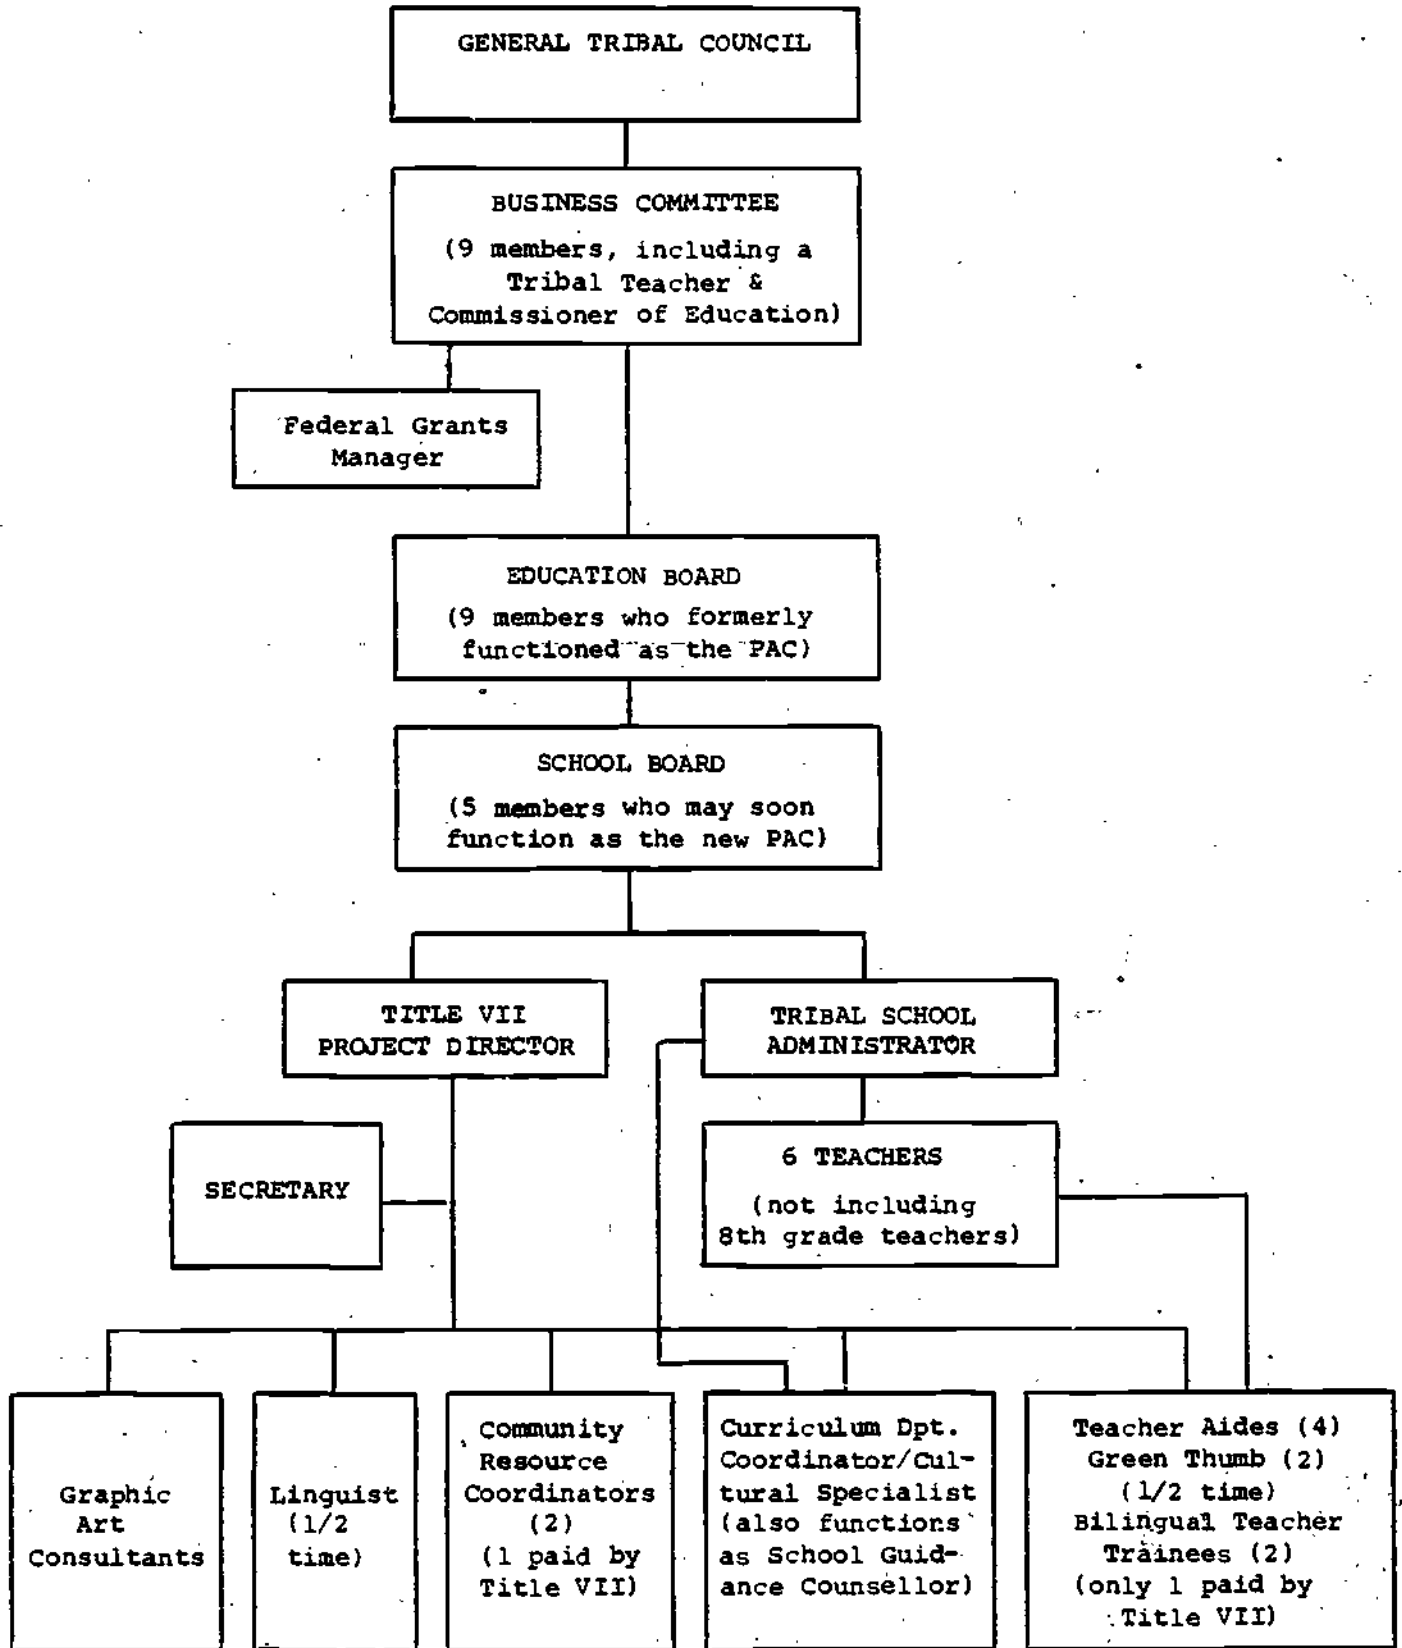 GENERAL TRIBAL COUNCIL
BUSINESS COMMITTEE
(9 members, including a
Tribal Teacher &
Commissioner of Education)
Federal Grants
Manager
EDUCATION BOARD
(9 members who formerly
functioned as the PAC)
SCHOOL BOARD
(5 members who may soon
function as the new PAC)
TITLE VII
PROJECT DIRECTOR
TRIBAL SCHOOL
ADMINISTRATOR
SECRETARY
6 TEACHERS
(not including
8th grade teachers)
Graphic
Art
Consultants
Linguist
(1/2
time)
Community
Resource
Coordinators
(2)
(1 paid by
Title VII)
Curriculum Dpt.
Coordinator/Cul-
tural Specialist
(also functions
as School Guid-
ance Counsellor)
Teacher Aides (4)
Green Thumb (2)
(1/2 time)
Bilingual Teacher
Trainees (2)
(only 1 paid by
Title VII)